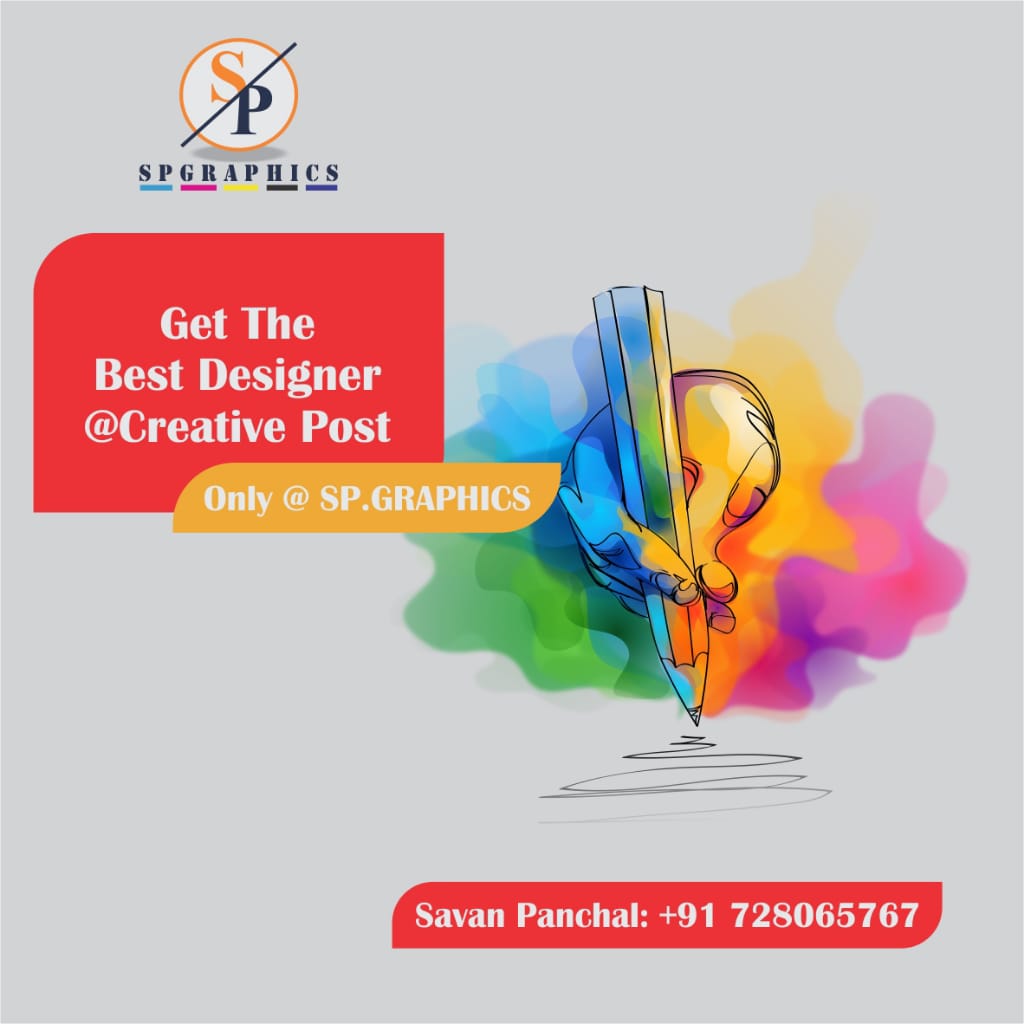 SP
SPGRAPHICS
Get The
Best Designer
@Creative Post
Only @ SP.GRAPHICS
Savan Panchal: +91 728065767